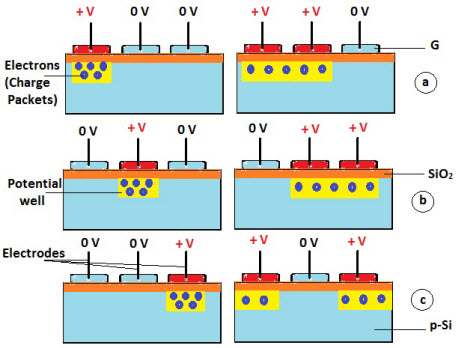 + V 0 V 0 V + V + V 0 V
G
Electrons
(Charge
Packets)
a
0 V + V 0 V 0 V + V + V
SiO₂
Potential
well
b
Electrodes
0 V 0 V + V + V 0 V + V
c
p-Si